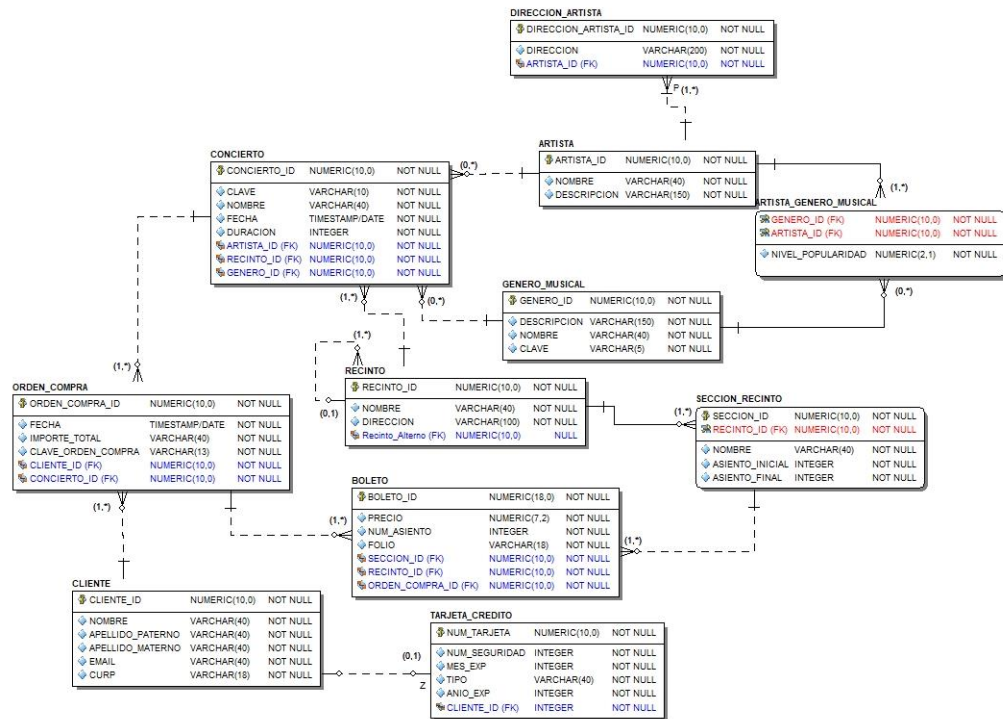 DIRECCION_ARTISTA
DIRECCION_ARTISTA_ID NUMERIC(10,0) NOT NULL
DIRECCION VARCHAR(200) NOT NULL
ARTISTA_ID (FK) NUMERIC(10,0) NOT NULL
P (1,*)
ARTISTA
ARTISTA_ID NUMERIC(10,0) NOT NULL
NOMBRE VARCHAR(40) NOT NULL
DESCRIPCION VARCHAR(150) NOT NULL
CONCIERTO
CONCIERTO_ID NUMERIC(10,0) NOT NULL
CLAVE VARCHAR(10) NOT NULL
NOMBRE VARCHAR(40) NOT NULL
FECHA TIMESTAMP/DATE NOT NULL
DURACION INTEGER NOT NULL
ARTISTA_ID (FK) NUMERIC(10,0) NOT NULL
RECINTO_ID (FK) NUMERIC(10,0) NOT NULL
GENERO_ID (FK) NUMERIC(10,0) NOT NULL
(0,*)
(1,*)
ARTISTA_GENERO_MUSICAL
GENERO_ID (FK) NUMERIC(10,0) NOT NULL
ARTISTA_ID (FK) NUMERIC(10,0) NOT NULL
NIVEL_POPULARIDAD NUMERIC(2,1) NOT NULL
(0,*)
GENERO_MUSICAL
GENERO_ID NUMERIC(10,0) NOT NULL
DESCRIPCION VARCHAR(150) NOT NULL
NOMBRE VARCHAR(40) NOT NULL
CLAVE VARCHAR(5) NOT NULL
(1,*)
(0,*)
(1,*)
(0,1)
RECINTO
RECINTO_ID NUMERIC(10,0) NOT NULL
NOMBRE VARCHAR(40) NOT NULL
DIRECCION VARCHAR(100) NOT NULL
Recinto_Alterno (FK) NUMERIC(10,0) NULL
(1,*)
ORDEN_COMPRA
ORDEN_COMPRA_ID NUMERIC(10,0) NOT NULL
FECHA TIMESTAMP/DATE NOT NULL
IMPORTE_TOTAL VARCHAR(40) NOT NULL
CLAVE_ORDEN_COMPRA VARCHAR(13) NOT NULL
CLIENTE_ID (FK) NUMERIC(10,0) NOT NULL
CONCIERTO_ID (FK) NUMERIC(10,0) NOT NULL
SECCION_RECINTO
(1,*)
SECCION_ID NUMERIC(10,0) NOT NULL
RECINTO_ID (FK) NUMERIC(10,0) NOT NULL
NOMBRE VARCHAR(40) NOT NULL
ASIENTO_INICIAL INTEGER NOT NULL
ASIENTO_FINAL INTEGER NOT NULL
BOLETO
BOLETO_ID NUMERIC(18,0) NOT NULL
PRECIO NUMERIC(7,2) NOT NULL
NUM_ASIENTO INTEGER NOT NULL
FOLIO VARCHAR(18) NOT NULL
SECCION_ID (FK) NUMERIC(10,0) NOT NULL
RECINTO_ID (FK) NUMERIC(10,0) NOT NULL
ORDEN_COMPRA_ID (FK) NUMERIC(10,0) NOT NULL
(1,*)
(1,*)
(1,*)
CLIENTE
CLIENTE_ID NUMERIC(10,0) NOT NULL
NOMBRE VARCHAR(40) NOT NULL
APELLIDO_PATERNO VARCHAR(40) NOT NULL
APELLIDO_MATERNO VARCHAR(40) NOT NULL
EMAIL VARCHAR(40) NOT NULL
CURP VARCHAR(18) NOT NULL
(0,1)
Z
TARJETA_CREDITO
NUM_TARJETA NUMERIC(10,0) NOT NULL
NUM_SEGURIDAD INTEGER NOT NULL
MES_EXP INTEGER NOT NULL
TIPO VARCHAR(40) NOT NULL
ANIO_EXP INTEGER NOT NULL
CLIENTE_ID (FK) NUMERIC(10,0) NOT NULL